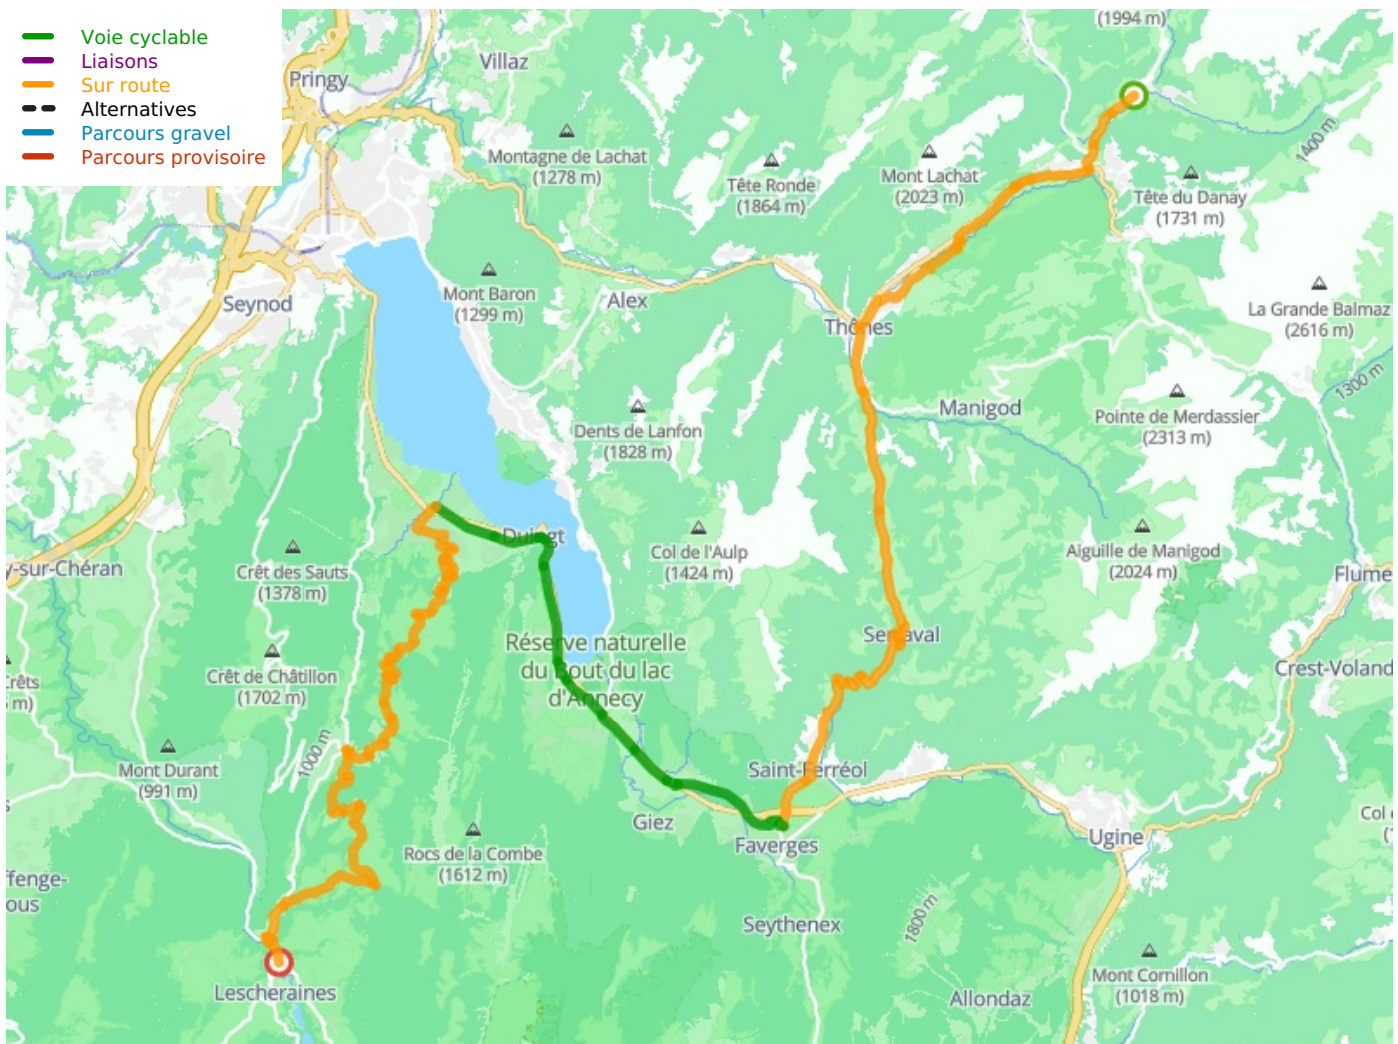 Voie cyclable
Liaisons
Sur route
Alternatives
Parcours gravel
Parcours provisoire
(1994 m)
Villaz
Pringy
Montagne de Lachat
(1278 m)
Tête Ronde
(1864 m)
Mont Lachat
(2023 m)
1400 m
Tête du Danay
(1731 m)
Seynod
Mont Baron
(1299 m)
Alex
Thônes
La Grande Balmaz
(2616 m)
1300 m
Manigod
Pointe de Merdassier
(2313 m)
Dents de Lanfon
(1828 m)
Duingt
Col de l'Aulp
(1424 m)
Aiguille de Manigod
(2024 m)
y-sur-Chéran
Crêt des Sauts
(1378 m)
Flume
Serraval
Réserve naturelle
du Bout du lac
d'Annecy
Crêt de Châtillon
(1702 m)
Crest-Voland
crêts
m)
1000 m
Mont Durant
(991 m)
Saint-Ferréol
Giez
Faverges
Ugine
Col
Rocs de la Combe
(1612 m)
ffenge-
ous
Seythenex
1800 m
Mont Cornillon
(1018 m)
Lescheraines
Allondaz